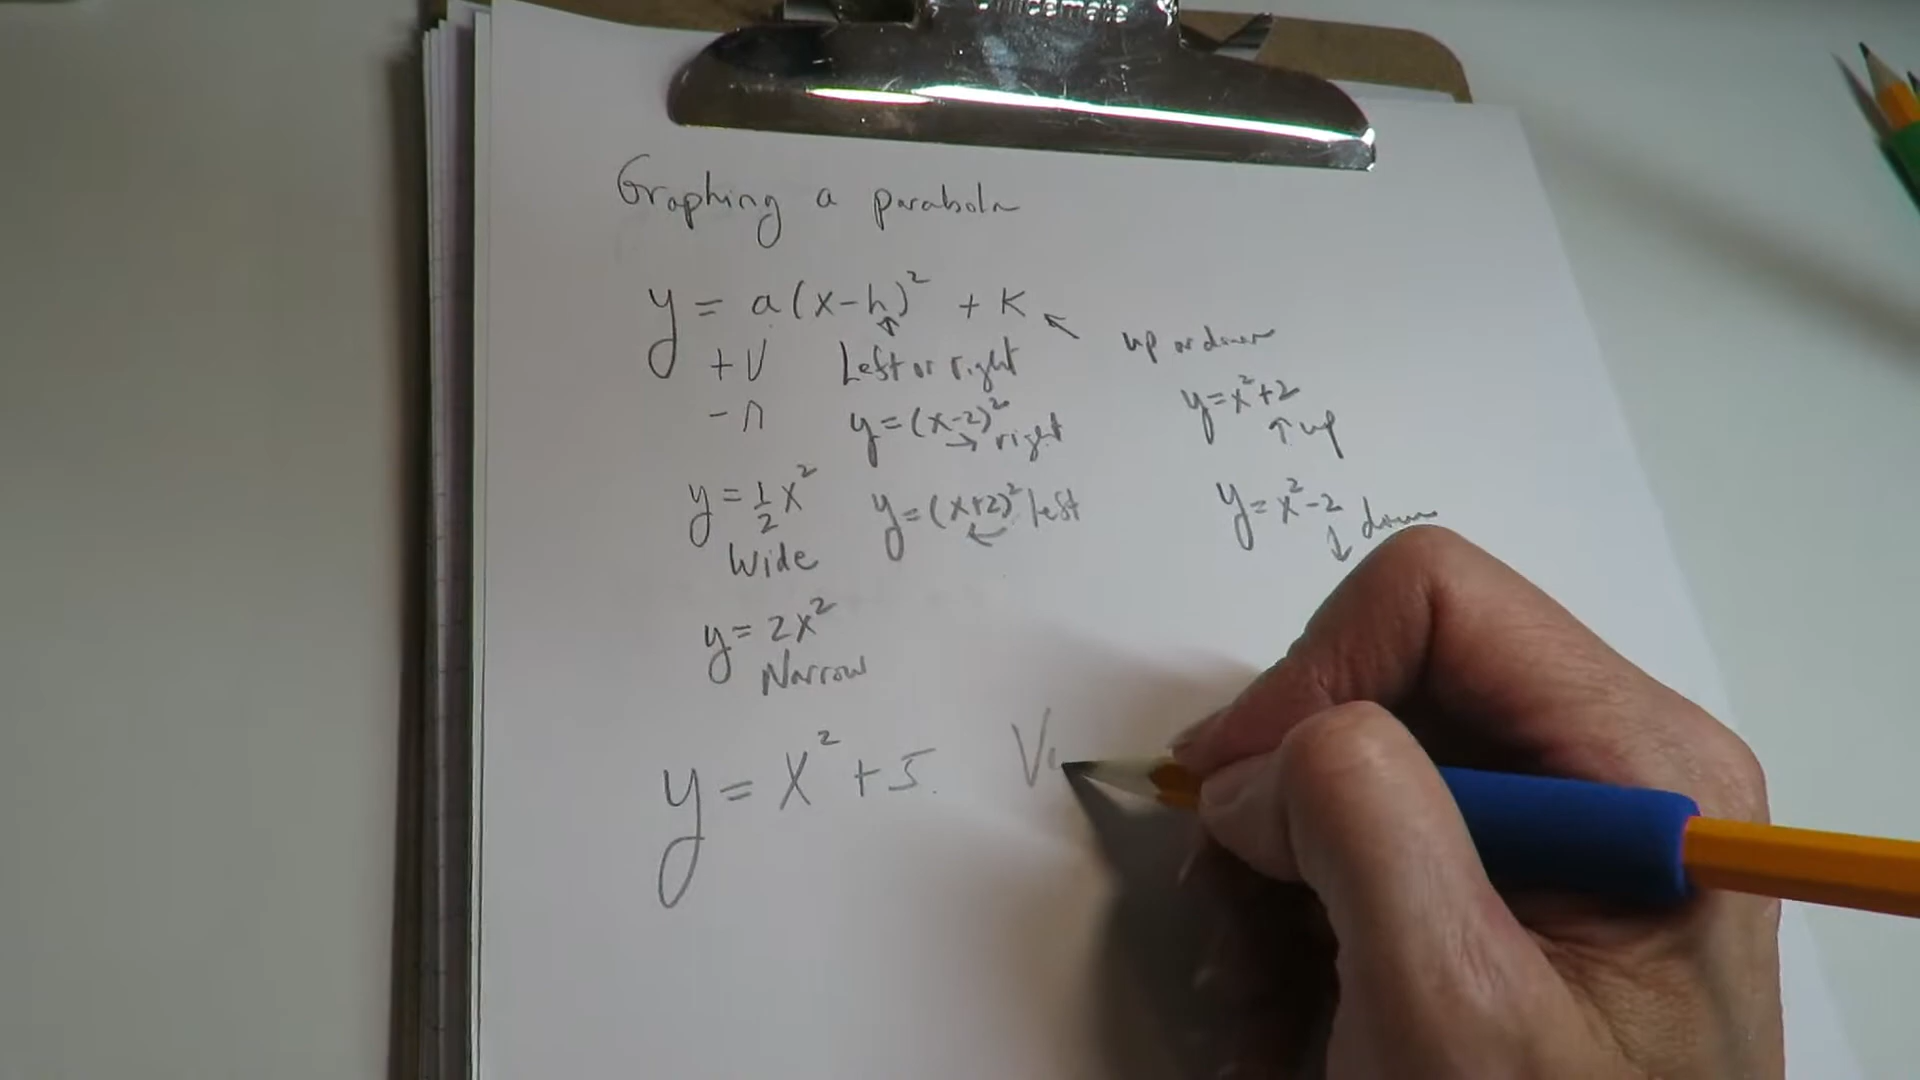 Graphing a parabola
y = a(x-h)² + K
+ V
Left or right
up or down
- ∩
y=(x-2)²
→ right
y=x²+2
↑ up
y = ½x²
Wide
y=(x+2)² left
←
y=x²-2
↓ down
y = 2x²
Narrow
y = x² + 5